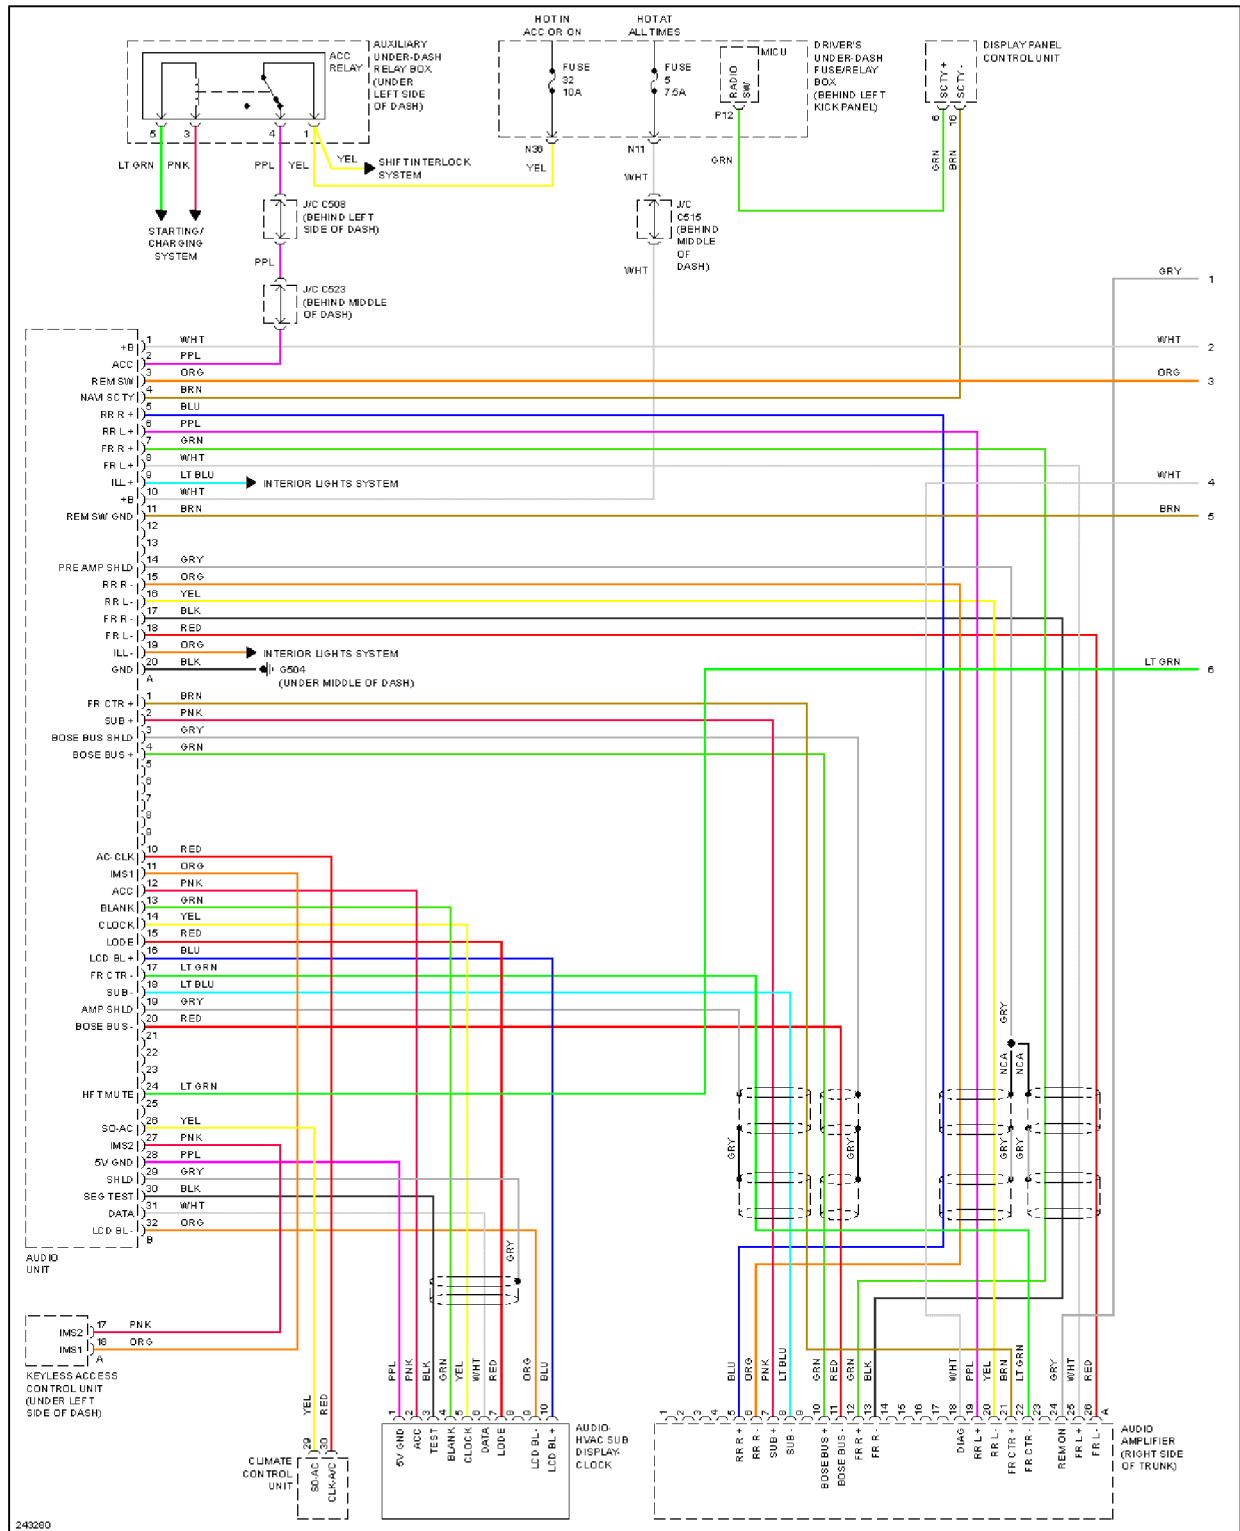 HOT IN
ACC OR ON
HOT AT
ALL TIMES
ACC
RELAY
AUXILIARY
UNDER-DASH
RELAY BOX
(UNDER
LEFT SIDE
OF DASH)
FUSE
32
10A
FUSE
5
7.5A
MICU
RADIO
SW
DRIVER'S
UNDER-DASH
FUSE/RELAY
BOX
(BEHIND LEFT
KICK PANEL)
SCTY +
SCTY -
DISPLAY PANEL
CONTROL UNIT
5
3
4
1
N36
N11
P12
6
16
LT GRN
PNK
PPL
YEL
YEL
YEL
WHT
GRN
GRN
BRN
SHIFT INTERLOCK
SYSTEM
STARTING/
CHARGING
SYSTEM
J/C C508
(BEHIND LEFT
SIDE OF DASH)
J/C
C515
(BEHIND
MIDDLE
OF
DASH)
PPL
WHT
J/C C523
(BEHIND MIDDLE
OF DASH)
GRY 1
+B 1 WHT WHT 2
ACC 2 PPL
REM SW 3 ORG ORG 3
NAVI SCTY 4 BRN
RR R + 5 BLU
RR L + 6 PPL
FR R + 7 GRN
FR L + 8 WHT
ILL + 9 LT BLU INTERIOR LIGHTS SYSTEM WHT 4
+B 10 WHT
REM SW GND 11 BRN BRN 5
12
13
PRE AMP SHLD 14 GRY
RR R - 15 ORG
RR L - 16 YEL
FR R - 17 BLK
FR L - 18 RED
ILL - 19 ORG INTERIOR LIGHTS SYSTEM
GND 20 BLK G504 LT GRN 6
A (UNDER MIDDLE OF DASH)
FR CTR + 1 BRN
SUB + 2 PNK
BOSE BUS SHLD 3 GRY
BOSE BUS + 4 GRN
5
6
7
8
9
AC-CLK 10 RED
IMS1 11 ORG
ACC 12 PNK
BLANK 13 GRN
CLOCK 14 YEL
LODE 15 RED
LCD BL + 16 BLU
FR CTR - 17 LT GRN
SUB - 18 LT BLU
AMP SHLD 19 GRY
BOSE BUS - 20 RED
21
22
23
HFT MUTE 24 LT GRN
25
SO-AC 26 YEL
IMS2 27 PNK
5V GND 28 PPL
SHLD 29 GRY
SEG TEST 30 BLK
DATA 31 WHT
LCD BL - 32 ORG
B
AUDIO
UNIT
GRY
NCA
NCA
GRY
GRY
GRY
GRY
GRY
IMS2 17 PNK
IMS1 18 ORG
A
KEYLESS ACCESS
CONTROL UNIT
(UNDER LEFT
SIDE OF DASH)
YEL
RED
29
30
SO-AC
CLK-A/C
CLIMATE
CONTROL
UNIT
PPL
PNK
BLK
GRN
YEL
WHT
RED
ORG
BLU
1
2
3
4
5
6
7
8
9
10
5V GND
ACC
TEST
BLANK
CLOCK
DATA
LODE
LCD BL -
LCD BL +
AUDIO-
HVAC SUB
DISPLAY-
CLOCK
BLU
ORG
PNK
LT BLU
GRN
RED
GRN
BLK
WHT
PPL
YEL
BRN
LT GRN
GRY
WHT
RED
1
2
3
4
5
6
7
8
9
10
11
12
13
14
15
16
17
18
19
20
21
22
23
24
25
26
A
RR R +
RR R -
SUB +
SUB -
BOSE BUS +
BOSE BUS -
FR R +
FR R -
DIAG
RR L +
RR L -
FR CTR +
FR CTR -
REM ON
FR L +
FR L -
AUDIO
AMPLIFIER
(RIGHT SIDE
OF TRUNK)
243280